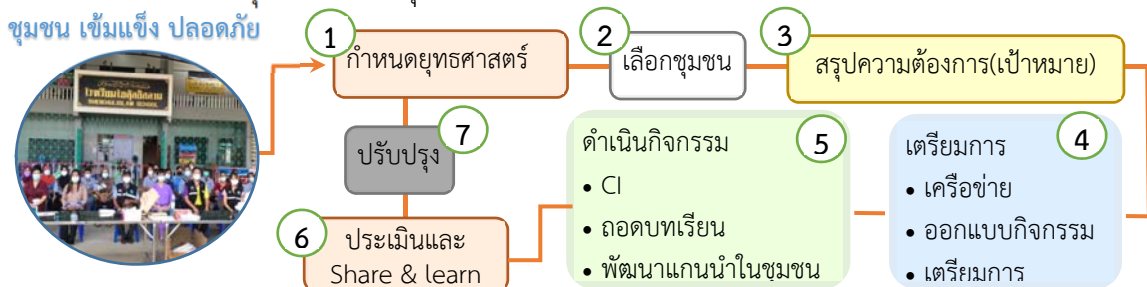 ชุมชน เข้มแข็ง ปลอดภัย
1
กำหนดยุทธศาสตร์
2
เลือกชุมชน
3
สรุปความต้องการ(เป้าหมาย)
4
เตรียมการ
• เครือข่าย
• ออกแบบกิจกรรม
• เตรียมการ
5
ดำเนินกิจกรรม
• CI
• ถอดบทเรียน
• พัฒนาแกนนำในชุมชน
6
ประเมินและ
Share & learn
7
ปรับปรุง